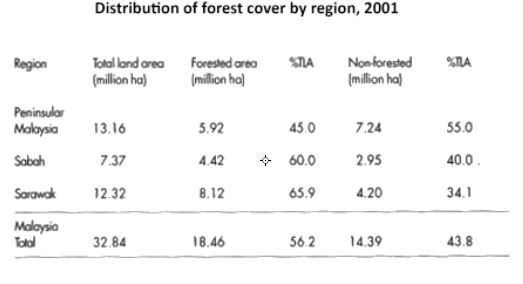 Distribution of forest cover by region, 2001
Region Total land area Forested area %TLA Non-forested %TLA
(million ha) (million ha) (million ha)
Peninsular
Malaysia 13.16 5.92 45.0 7.24 55.0
Sabah 7.37 4.42 60.0 2.95 40.0
Sarawak 12.32 8.12 65.9 4.20 34.1
Malaysia
Total 32.84 18.46 56.2 14.39 43.8